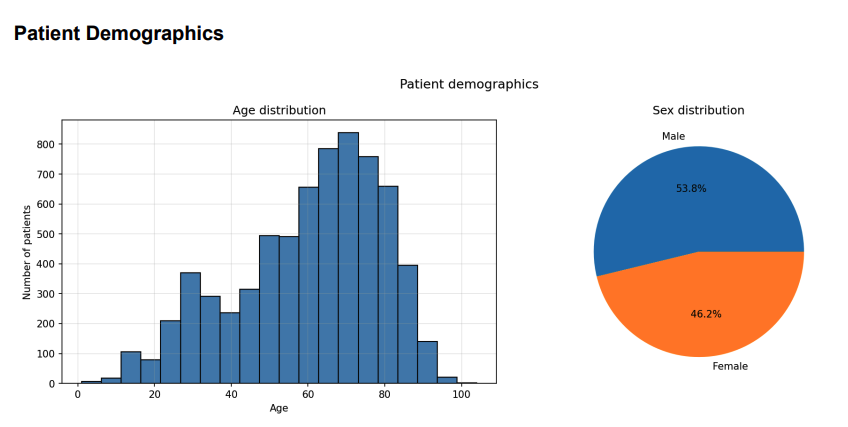 Patient Demographics
Patient demographics
Age distribution
Number of patients
800
700
600
500
400
300
200
100
0
0 20 40 60 80 100
Age
Sex distribution
Male
53.8%
46.2%
Female